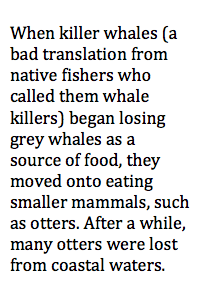 When killer whales (a
bad translation from
native fishers who
called them whale
killers) began losing
grey whales as a
source of food, they
moved onto eating
smaller mammals, such
as otters. After a while,
many otters were lost
from coastal waters.